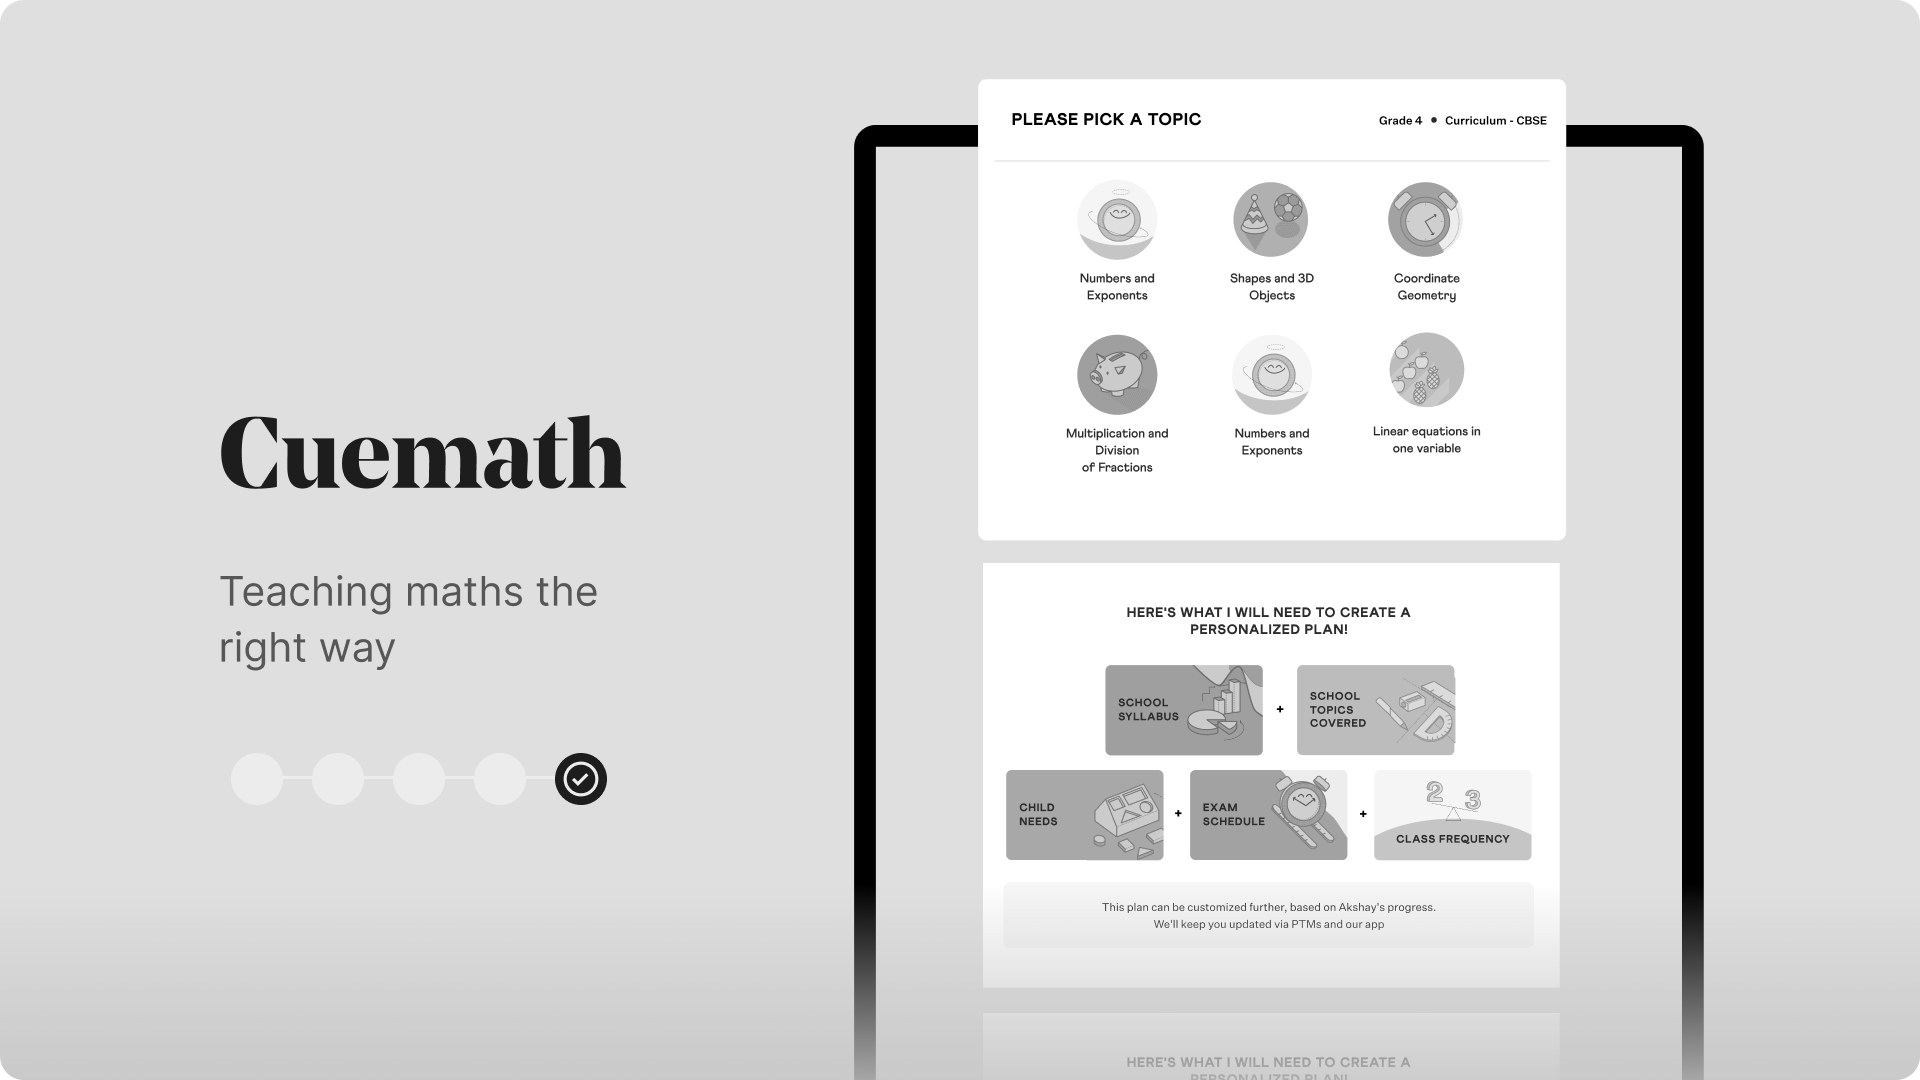 Cuemath
Teaching maths the
right way
PLEASE PICK A TOPIC
Grade 4 • Curriculum - CBSE
Numbers and
Exponents
Shapes and 3D
Objects
Coordinate
Geometry
Multiplication and
Division
of Fractions
Numbers and
Exponents
Linear equations in
one variable
HERE'S WHAT I WILL NEED TO CREATE A
PERSONALIZED PLAN!
SCHOOL
SYLLABUS
+
SCHOOL
TOPICS
COVERED
CHILD
NEEDS
+
EXAM
SCHEDULE
+
2 3
CLASS FREQUENCY
This plan can be customized further, based on Akshay's progress.
We'll keep you updated via PTMs and our app
HERE'S WHAT I WILL NEED TO CREATE A
PERSONALIZED PLAN!